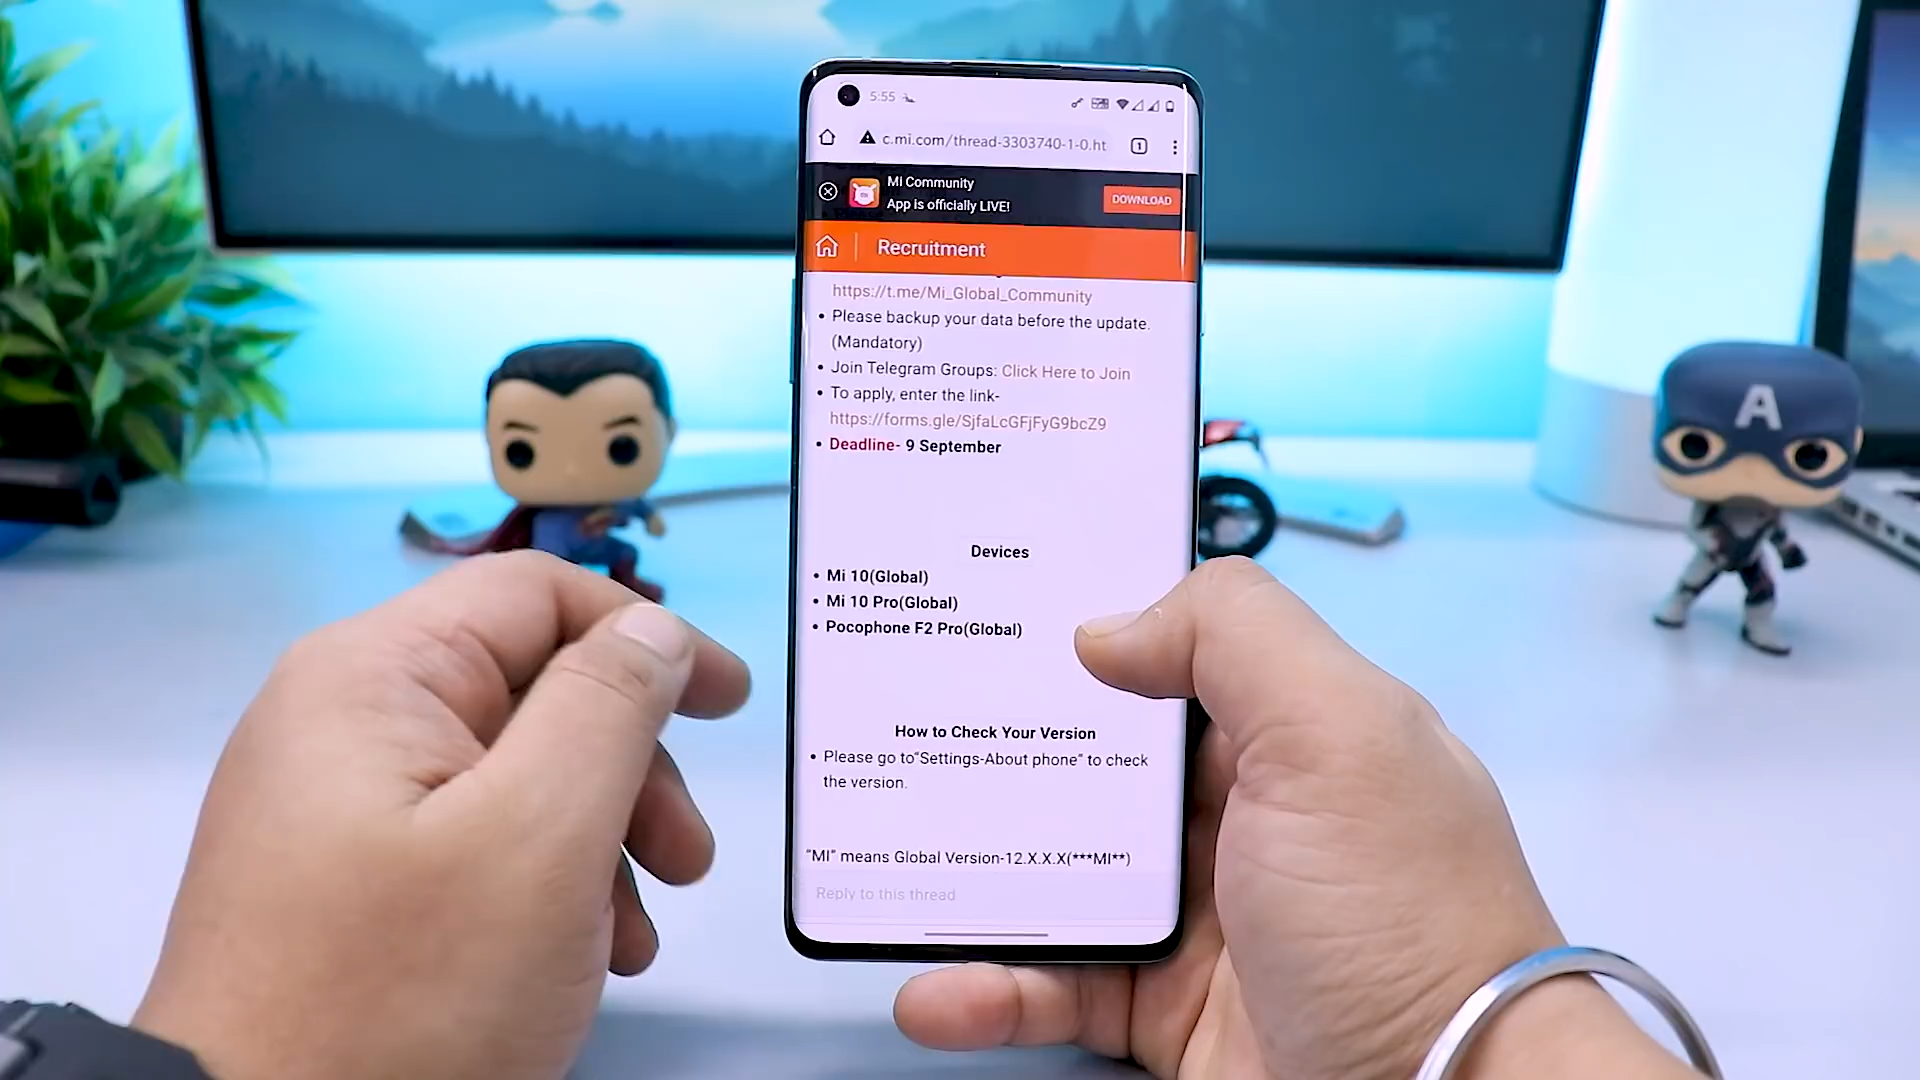 5:55
c.mi.com/thread-3303740-1-0.ht
1
Mi Community
App is officially LIVE!
DOWNLOAD
Recruitment
https://t.me/Mi_Global_Community
• Please backup your data before the update.
(Mandatory)
• Join Telegram Groups: Click Here to Join
• To apply, enter the link-
https://forms.gle/SjfaLcGFjFyG9bcZ9
• Deadline- 9 September
Devices
• Mi 10(Global)
• Mi 10 Pro(Global)
• Pocophone F2 Pro(Global)
How to Check Your Version
• Please go to“Settings-About phone” to check
the version.
“MI” means Global Version-12.X.X.X(***MI**)
Reply to this thread
A